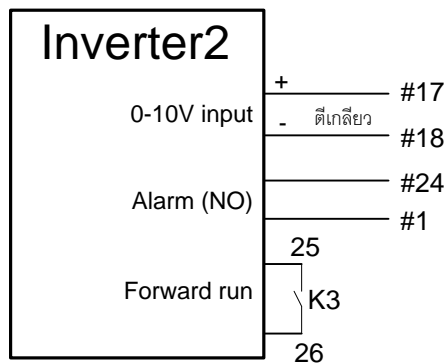 Inverter2
0-10V input
+
#17
ตีเกลียว
-
#18
#24
Alarm (NO)
#1
25
Forward run
K3
26